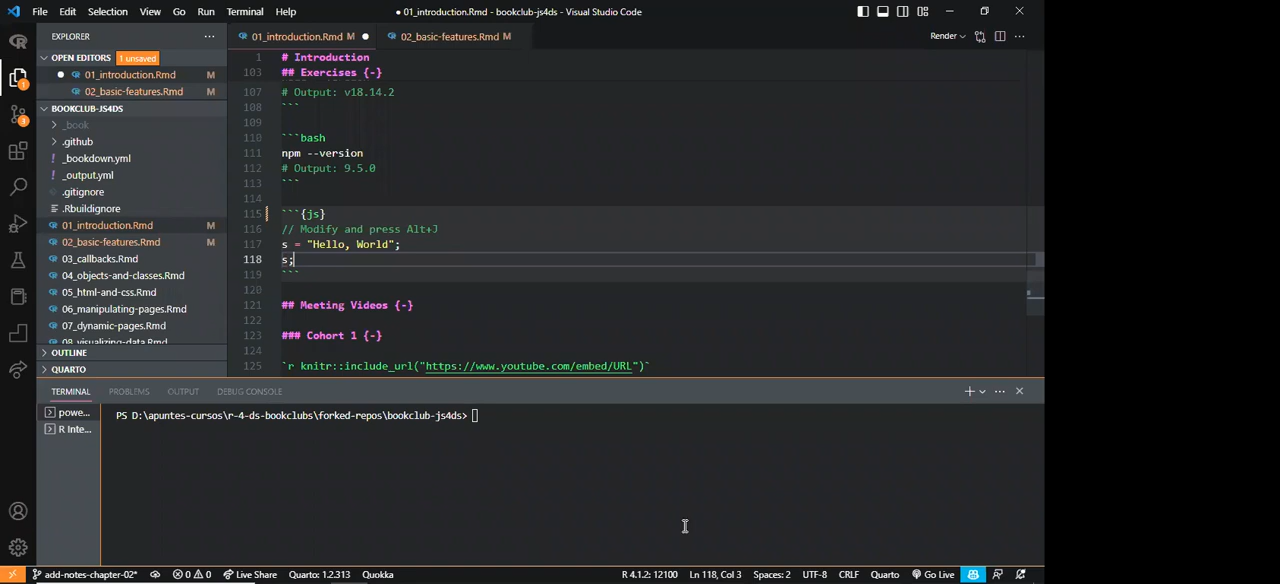 File Edit Selection View Go Run Terminal Help
● 01_introduction.Rmd - bookclub-js4ds - Visual Studio Code
EXPLORER
OPEN EDITORS 1 unsaved
01_introduction.Rmd M
02_basic-features.Rmd M
BOOKCLUB-JS4DS
_book
.github
_bookdown.yml
_output.yml
.gitignore
.Rbuildignore
01_introduction.Rmd M
02_basic-features.Rmd M
03_callbacks.Rmd
04_objects-and-classes.Rmd
05_html-and-css.Rmd
06_manipulating-pages.Rmd
07_dynamic-pages.Rmd
08_visualizing-data.Rmd
OUTLINE
QUARTO
01_introduction.Rmd M ●
02_basic-features.Rmd M
Render
1 # Introduction
103 ## Exercises {-}
107 # Output: v18.14.2
108 ```
109
110 ```bash
111 npm --version
112 # Output: 9.5.0
113 ```
114
115 ```{js}
116 // Modify and press Alt+J
117 s = "Hello, World";
118 s;
119 ```
120
121 ## Meeting Videos {-}
122
123 ### Cohort 1 {-}
124
125 `r knitr::include_url("https://www.youtube.com/embed/URL")`
TERMINAL PROBLEMS OUTPUT DEBUG CONSOLE
powe...
R Inte...
PS D:\apuntes-cursos\r-4-ds-bookclubs\forked-repos\bookclub-js4ds>
add-notes-chapter-02* 0 0 Live Share Quarto: 1.2.313 Quokka
R 4.1.2: 12100 Ln 118, Col 3 Spaces: 2 UTF-8 CRLF Quarto Go Live
1
3